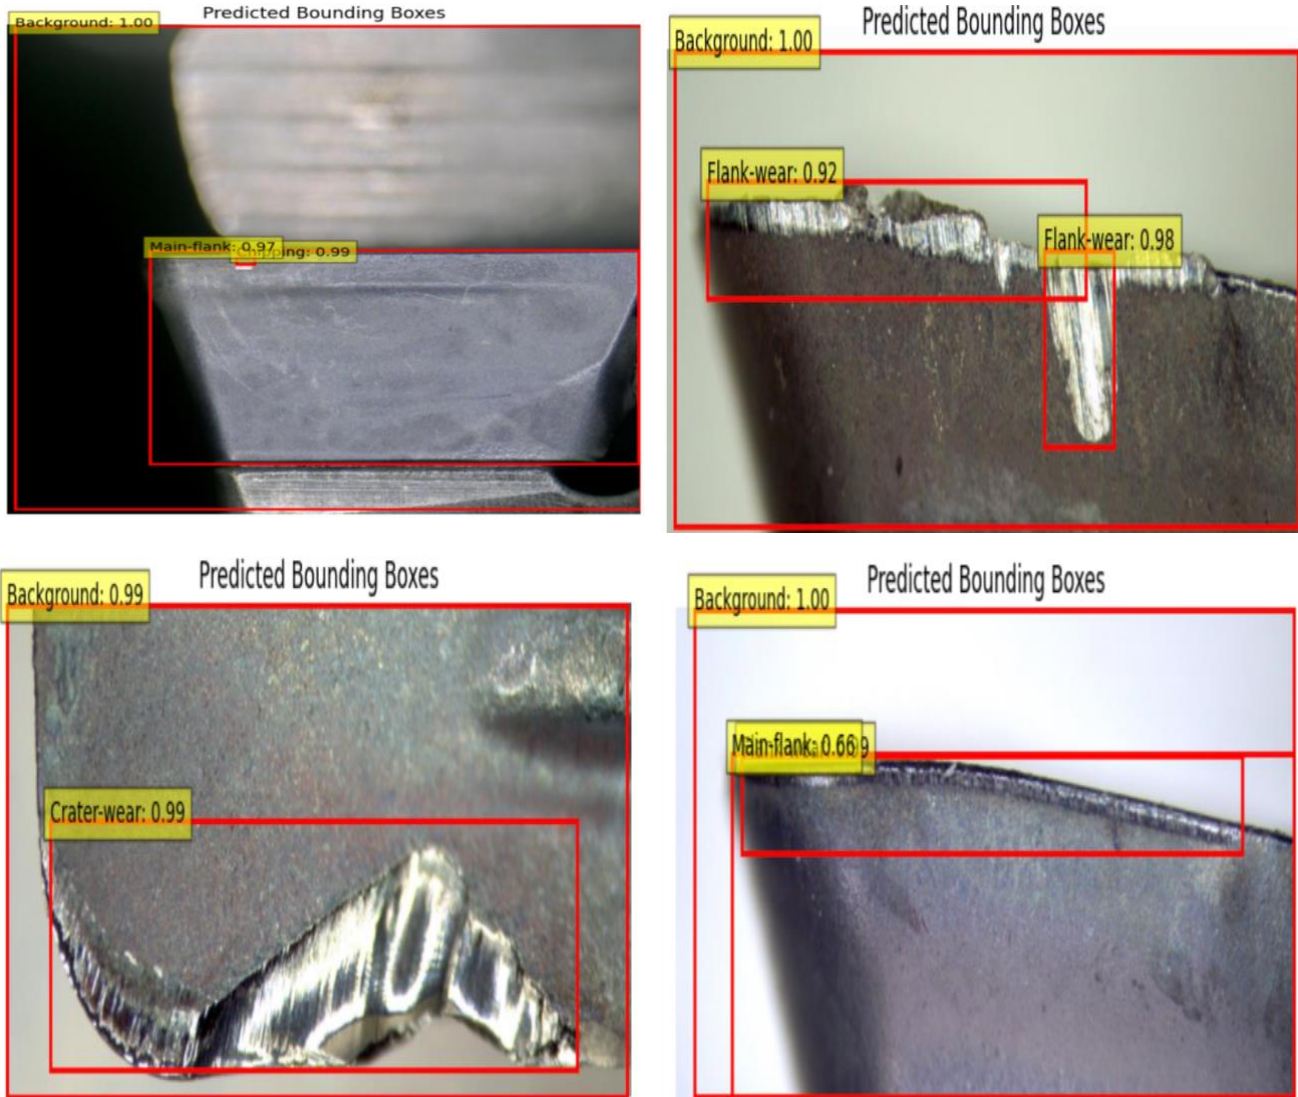 Predicted Bounding Boxes
Background: 1.00
Main-flank: 0.97
ping: 0.99
Predicted Bounding Boxes
Background: 1.00
Flank-wear: 0.92
Flank-wear: 0.98
Predicted Bounding Boxes
Background: 0.99
Crater-wear: 0.99
Predicted Bounding Boxes
Background: 1.00
Main-flank: 0.66